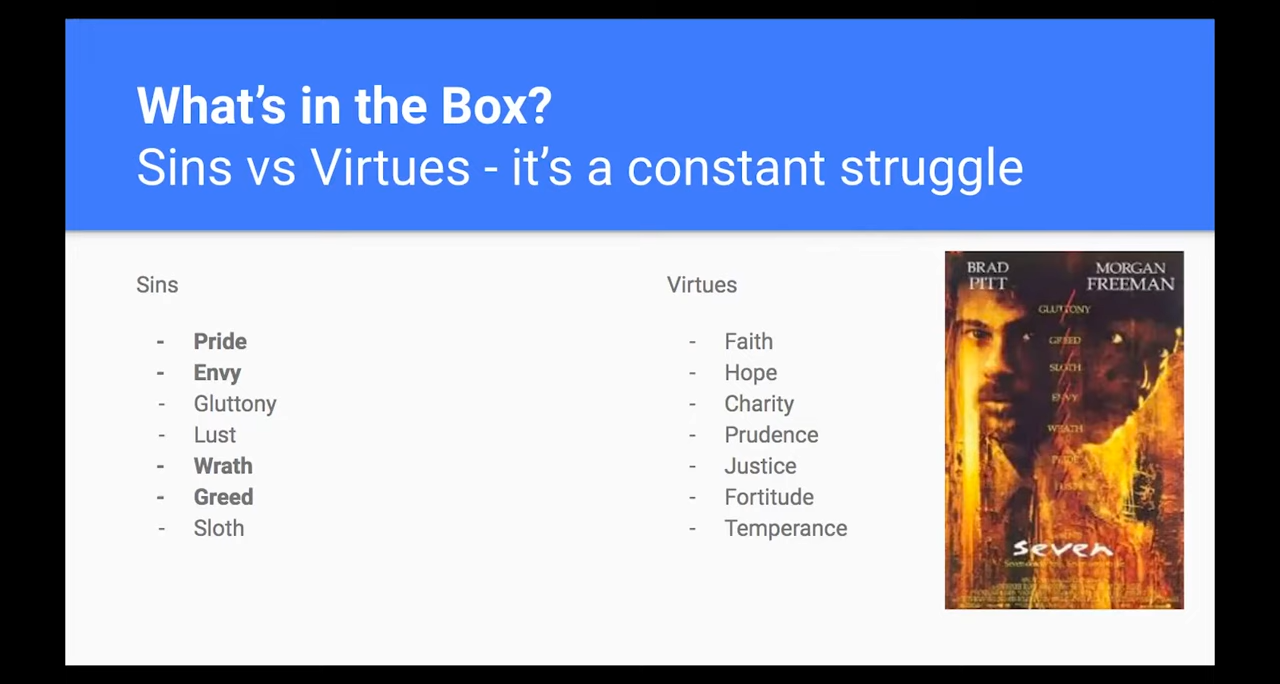 What's in the Box?
Sins vs Virtues - it's a constant struggle
Sins
- Pride
- Envy
- Gluttony
- Lust
- Wrath
- Greed
- Sloth
Virtues
- Faith
- Hope
- Charity
- Prudence
- Justice
- Fortitude
- Temperance
BRAD PITT
MORGAN FREEMAN
GLUTTONY
GREED
SLOTH
ENVY
WRATH
PRIDE
seven